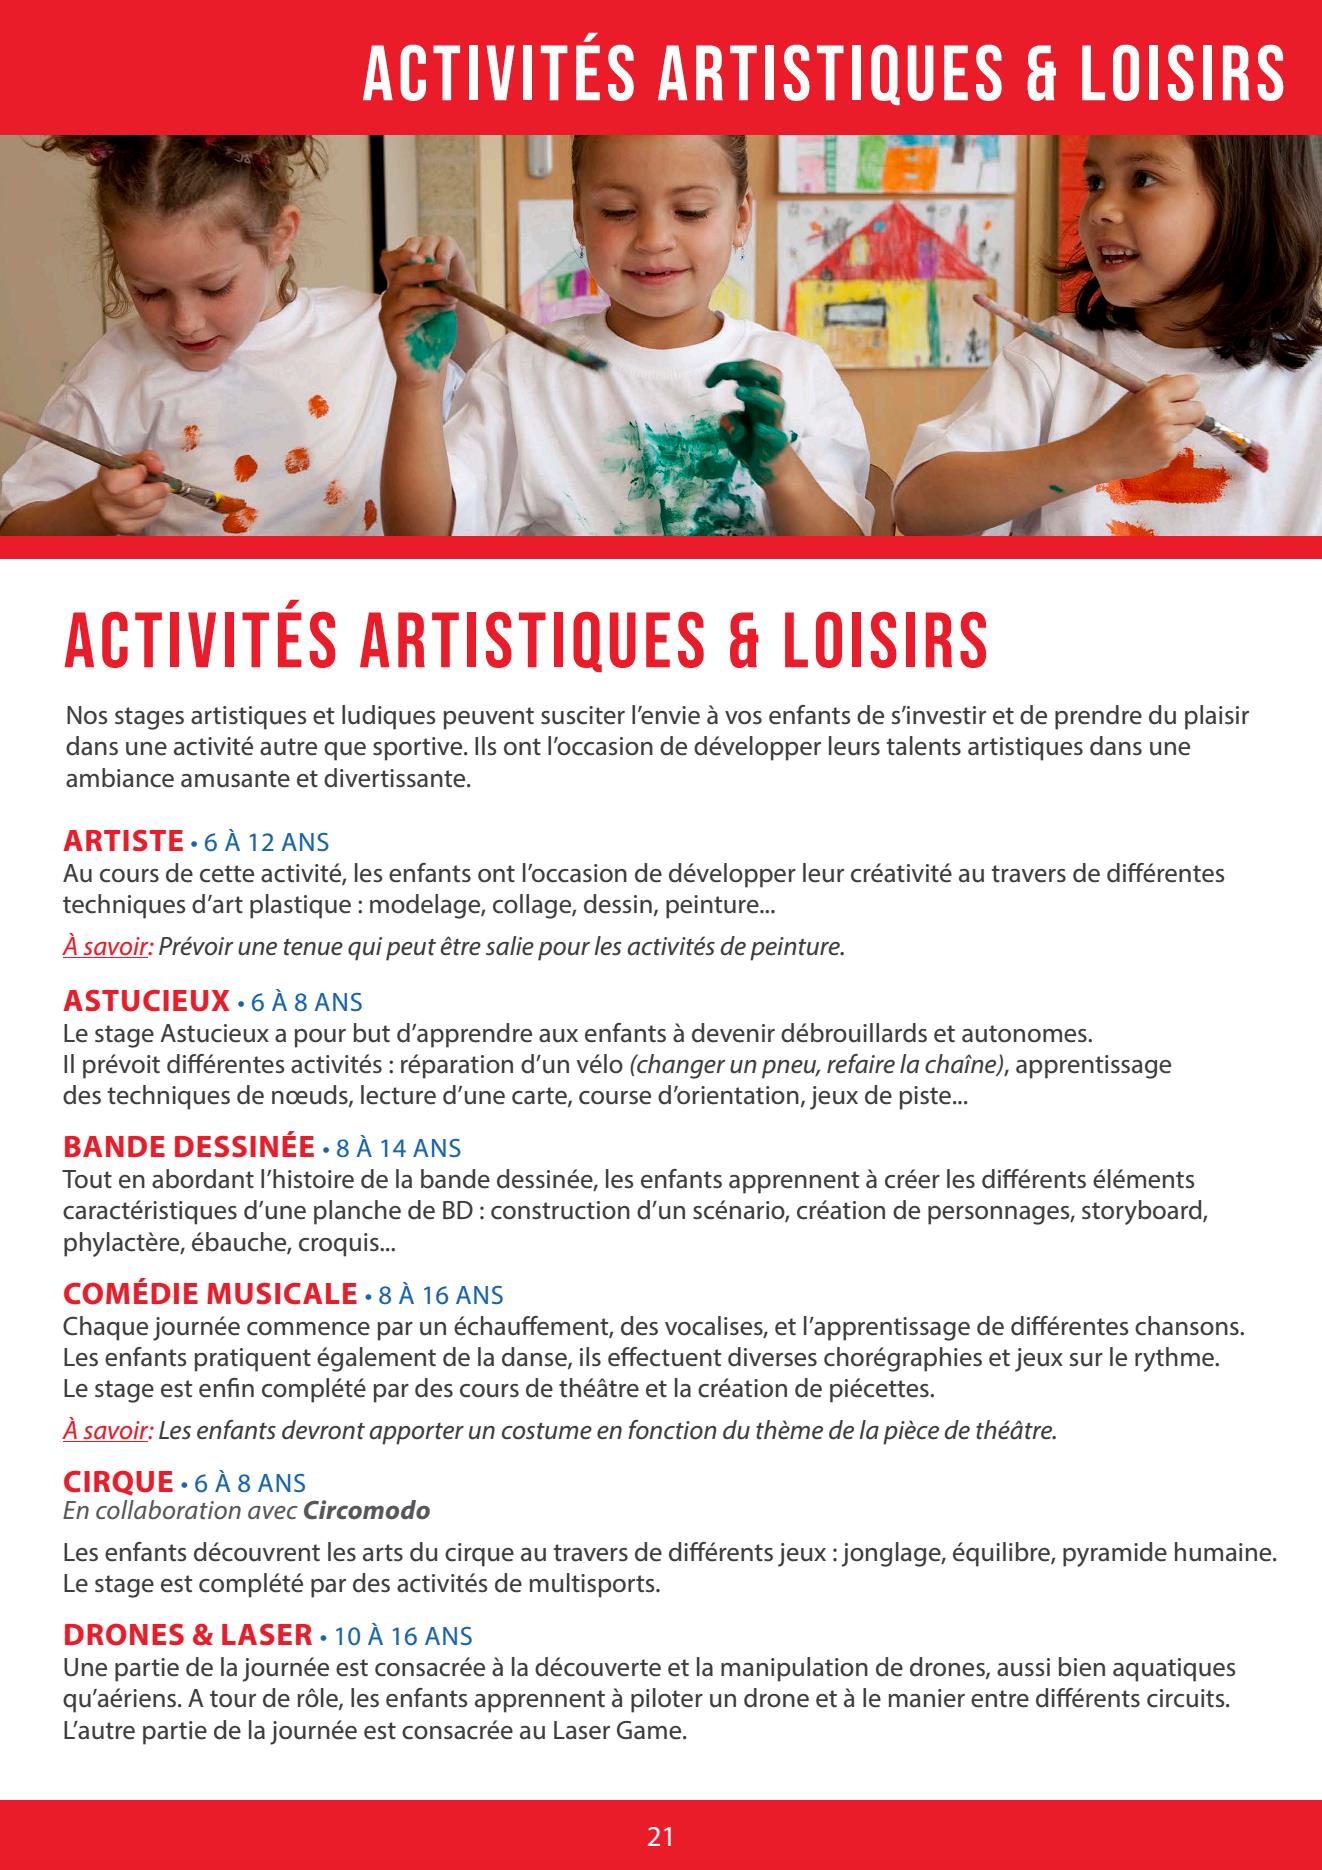 ACTIVITÉS ARTISTIQUES & LOISIRS
ACTIVITÉS ARTISTIQUES & LOISIRS
Nos stages artistiques et ludiques peuvent susciter l’envie à vos enfants de s’investir et de prendre du plaisir
dans une activité autre que sportive. Ils ont l’occasion de développer leurs talents artistiques dans une
ambiance amusante et divertissante.
ARTISTE • 6 À 12 ANS
Au cours de cette activité, les enfants ont l’occasion de développer leur créativité au travers de différentes
techniques d’art plastique : modelage, collage, dessin, peinture...
À savoir: Prévoir une tenue qui peut être salie pour les activités de peinture.
ASTUCIEUX • 6 À 8 ANS
Le stage Astucieux a pour but d’apprendre aux enfants à devenir débrouillards et autonomes.
Il prévoit différentes activités : réparation d’un vélo (changer un pneu, refaire la chaîne), apprentissage
des techniques de nœuds, lecture d’une carte, course d’orientation, jeux de piste...
BANDE DESSINÉE • 8 À 14 ANS
Tout en abordant l’histoire de la bande dessinée, les enfants apprennent à créer les différents éléments
caractéristiques d’une planche de BD : construction d’un scénario, création de personnages, storyboard,
phylactère, ébauche, croquis...
COMÉDIE MUSICALE • 8 À 16 ANS
Chaque journée commence par un échauffement, des vocalises, et l’apprentissage de différentes chansons.
Les enfants pratiquent également de la danse, ils effectuent diverses chorégraphies et jeux sur le rythme.
Le stage est enfin complété par des cours de théâtre et la création de piécettes.
À savoir: Les enfants devront apporter un costume en fonction du thème de la pièce de théâtre.
CIRQUE • 6 À 8 ANS
En collaboration avec Circomodo
Les enfants découvrent les arts du cirque au travers de différents jeux : jonglage, équilibre, pyramide humaine.
Le stage est complété par des activités de multisports.
DRONES & LASER • 10 À 16 ANS
Une partie de la journée est consacrée à la découverte et la manipulation de drones, aussi bien aquatiques
qu’aériens. A tour de rôle, les enfants apprennent à piloter un drone et à le manier entre différents circuits.
L’autre partie de la journée est consacrée au Laser Game.
21